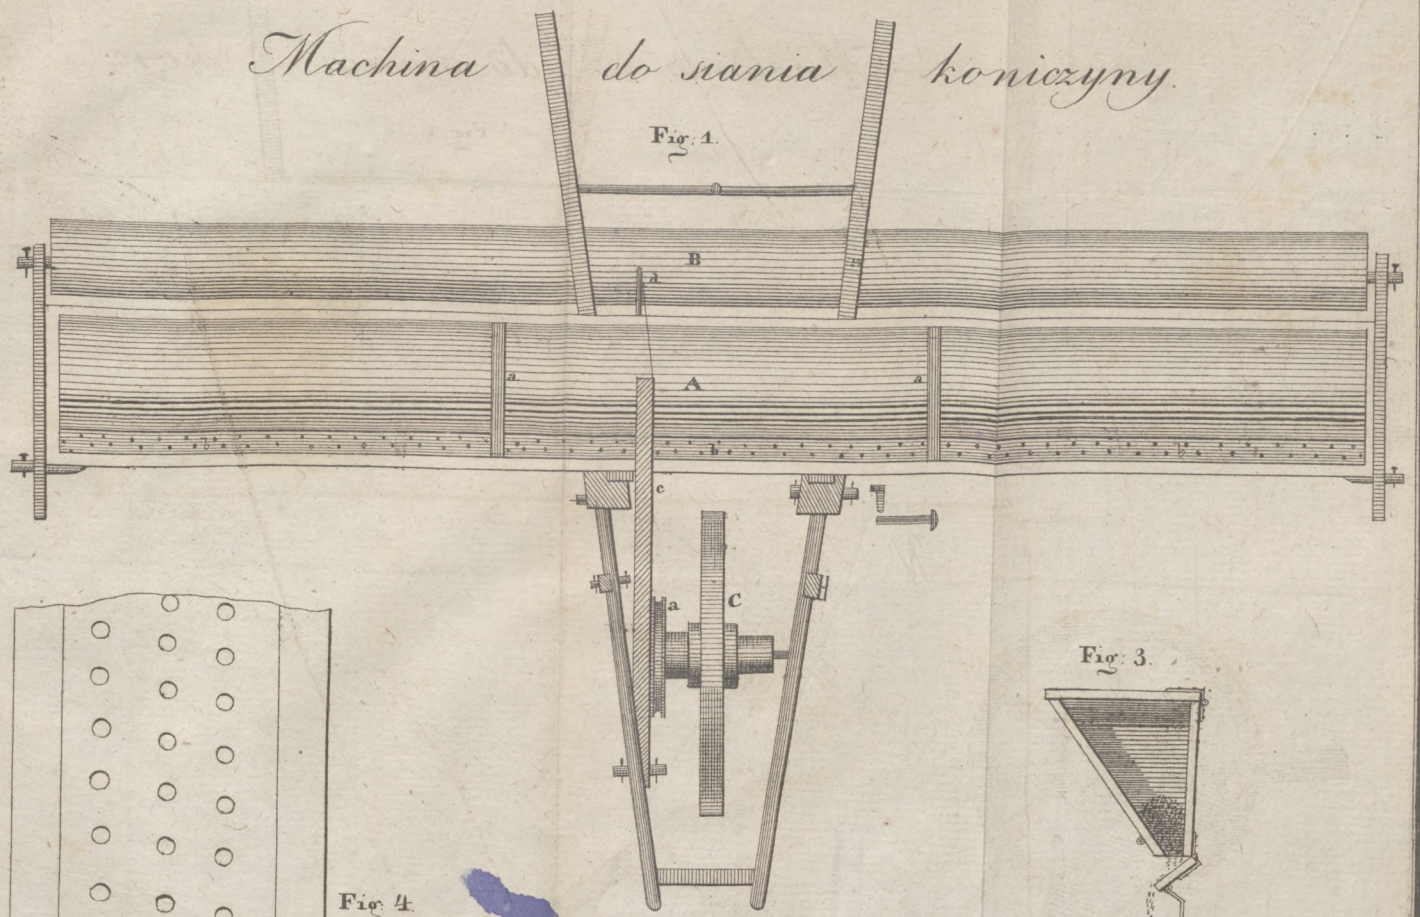 Machina do siania koniczyny.
Fig: 1.
B
d
a A a
b b b
c
a C
Fig: 3.
Fig: 4